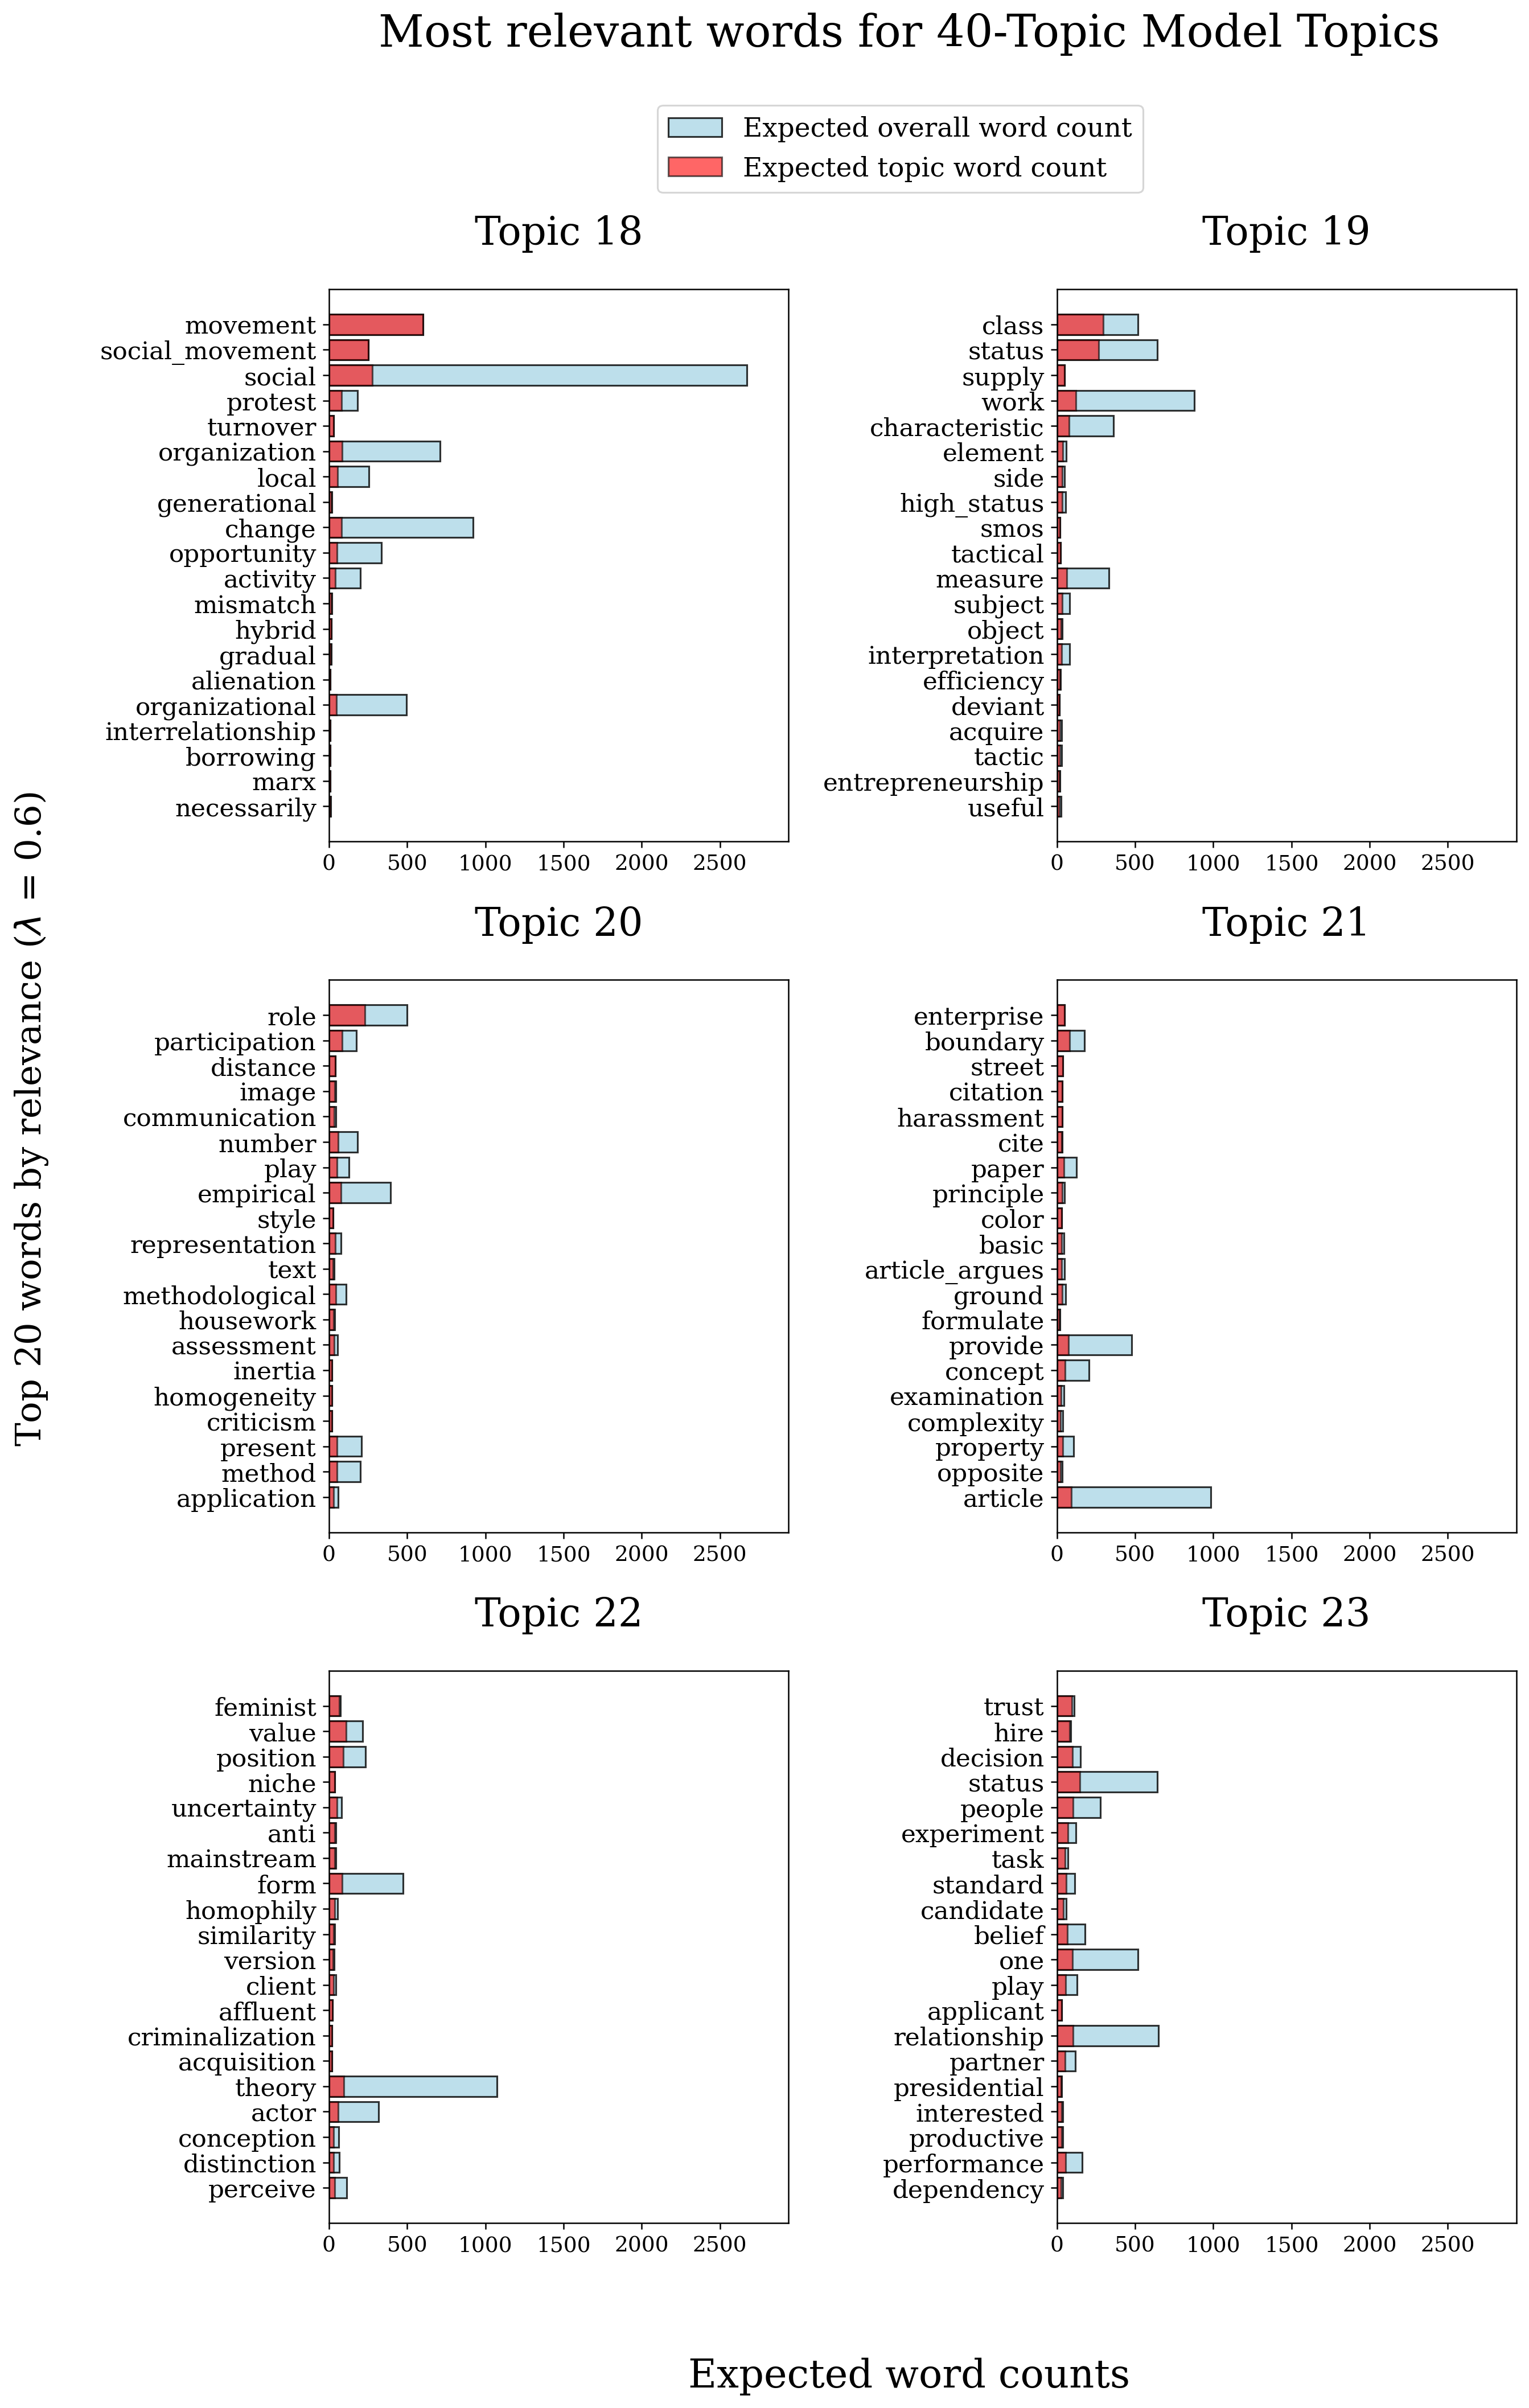 Most relevant words for 40-Topic Model Topics
Expected overall word count
Expected topic word count
Top 20 words by relevance (λ = 0.6)
Topic 18
movement
social_movement
social
protest
turnover
organization
local
generational
change
opportunity
activity
mismatch
hybrid
gradual
alienation
organizational
interrelationship
borrowing
marx
necessarily
0 500 1000 1500 2000 2500
Topic 19
class
status
supply
work
characteristic
element
side
high_status
smos
tactical
measure
subject
object
interpretation
efficiency
deviant
acquire
tactic
entrepreneurship
useful
0 500 1000 1500 2000 2500
Topic 20
role
participation
distance
image
communication
number
play
empirical
style
representation
text
methodological
housework
assessment
inertia
homogeneity
criticism
present
method
application
0 500 1000 1500 2000 2500
Topic 21
enterprise
boundary
street
citation
harassment
cite
paper
principle
color
basic
article_argues
ground
formulate
provide
concept
examination
complexity
property
opposite
article
0 500 1000 1500 2000 2500
Topic 22
feminist
value
position
niche
uncertainty
anti
mainstream
form
homophily
similarity
version
client
affluent
criminalization
acquisition
theory
actor
conception
distinction
perceive
0 500 1000 1500 2000 2500
Topic 23
trust
hire
decision
status
people
experiment
task
standard
candidate
belief
one
play
applicant
relationship
partner
presidential
interested
productive
performance
dependency
0 500 1000 1500 2000 2500
Expected word counts